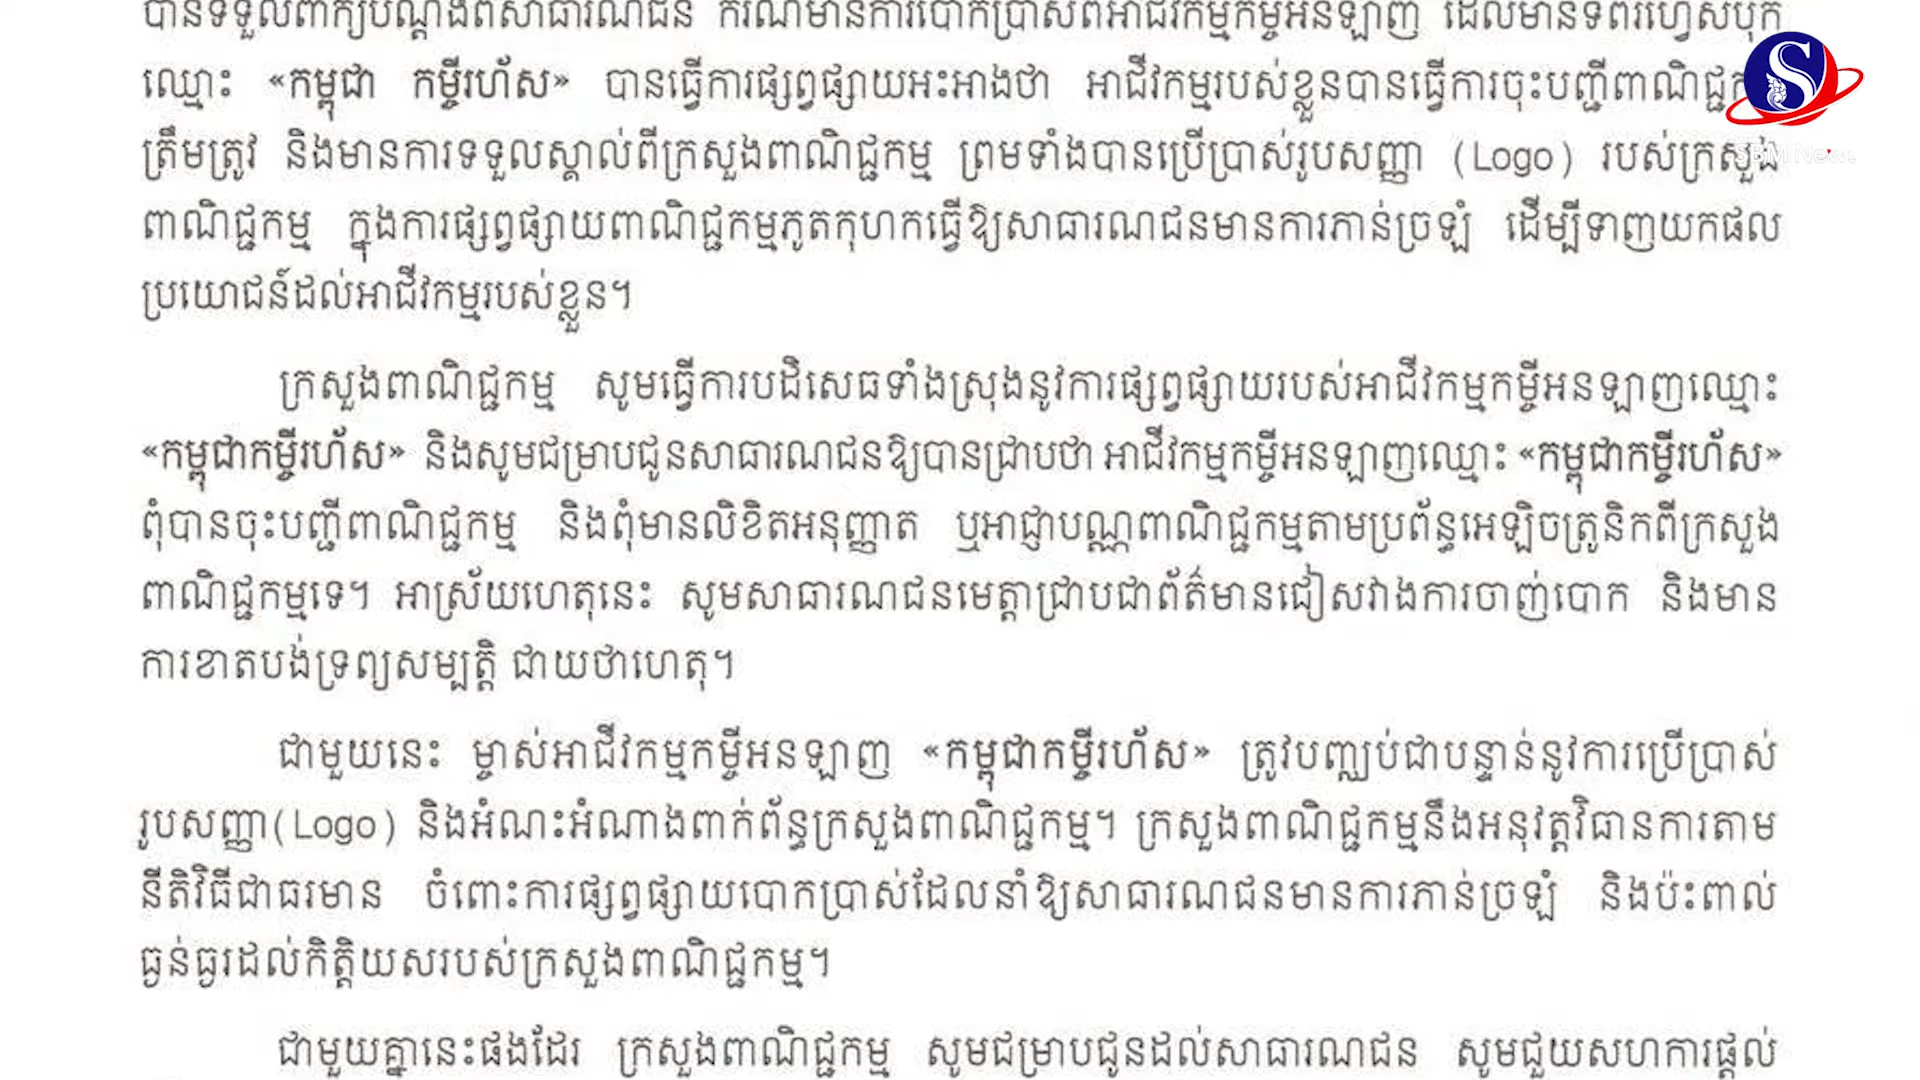 បានទទួលពាក្យបណ្តឹងពីសាធារណជន ករណីមានការបោកប្រាស់ពីអាជីវកម្មកម្ចីអនឡាញ ដែលមានទំព័រហ្វេសប៊ុក
ឈ្មោះ «កម្ពុជា កម្ចីរហ័ស» បានធ្វើការផ្សព្វផ្សាយអះអាងថា អាជីវកម្មរបស់ខ្លួនបានធ្វើការចុះបញ្ជីពាណិជ្ជ
ត្រឹមត្រូវ និងមានការទទួលស្គាល់ពីក្រសួងពាណិជ្ជកម្ម ព្រមទាំងបានប្រើប្រាស់រូបសញ្ញា (Logo) របស់ក្រសួង
ពាណិជ្ជកម្ម ក្នុងការផ្សព្វផ្សាយពាណិជ្ជកម្មភូតកុហកធ្វើឱ្យសាធារណជនមានការភាន់ច្រឡំ ដើម្បីទាញយកផល
ប្រយោជន៍ដល់អាជីវកម្មរបស់ខ្លួន។
ក្រសួងពាណិជ្ជកម្ម សូមធ្វើការបដិសេធទាំងស្រុងនូវការផ្សព្វផ្សាយរបស់អាជីវកម្មកម្ចីអនឡាញឈ្មោះ
«កម្ពុជាកម្ចីរហ័ស» និងសូមជម្រាបជូនសាធារណជនឱ្យបានជ្រាបថា អាជីវកម្មកម្ចីអនឡាញឈ្មោះ «កម្ពុជាកម្ចីរហ័ស»
ពុំបានចុះបញ្ជីពាណិជ្ជកម្ម និងពុំមានលិខិតអនុញ្ញាត ឬអាជ្ញាបណ្ណពាណិជ្ជកម្មតាមប្រព័ន្ធអេឡិចត្រូនិកពីក្រសួង
ពាណិជ្ជកម្មទេ។ អាស្រ័យហេតុនេះ សូមសាធារណជនមេត្តាជ្រាបជាព័ត៌មានជៀសវាងការចាញ់បោក និងមាន
ការខាតបង់ទ្រព្យសម្បត្តិ ជាយថាហេតុ។
ជាមួយនេះ ម្ចាស់អាជីវកម្មកម្ចីអនឡាញ «កម្ពុជាកម្ចីរហ័ស» ត្រូវបញ្ឈប់ជាបន្ទាន់នូវការប្រើប្រាស់
រូបសញ្ញា(Logo) និងអំណះអំណាងពាក់ព័ន្ធក្រសួងពាណិជ្ជកម្ម។ ក្រសួងពាណិជ្ជកម្មនឹងអនុវត្តវិធានការតាម
នីតិវិធីជាធរមាន ចំពោះការផ្សព្វផ្សាយបោកប្រាស់ដែលនាំឱ្យសាធារណជនមានការភាន់ច្រឡំ និងប៉ះពាល់
ធ្ងន់ធ្ងរដល់កិត្តិយសរបស់ក្រសួងពាណិជ្ជកម្ម។
ជាមួយគ្នានេះផងដែរ ក្រសួងពាណិជ្ជកម្ម សូមជម្រាបជូនដល់សាធារណជន សូមជួយសហការផ្តល់
SBM News